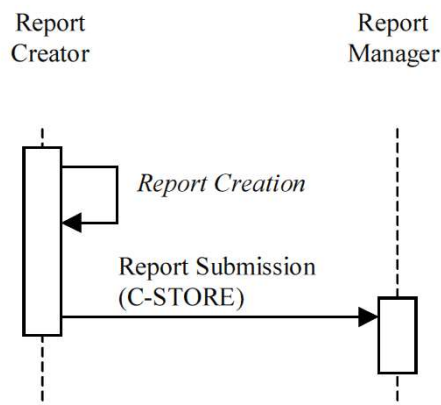 Report
Creator
Report
Manager
Report Creation
Report Submission
(C-STORE)